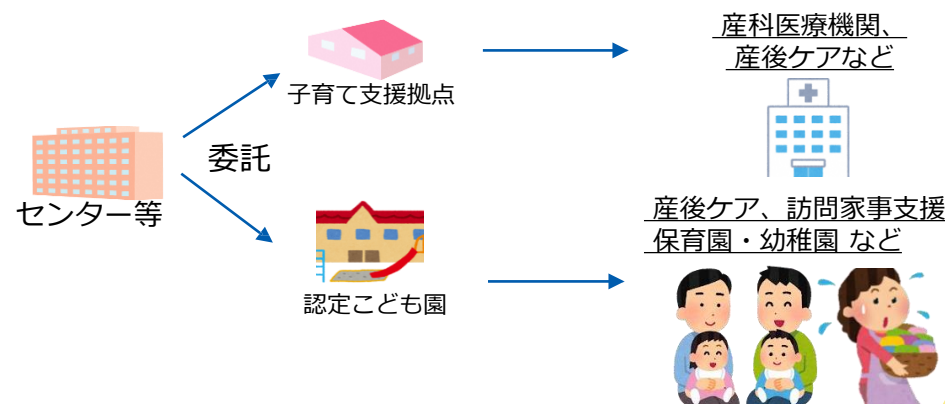 産科医療機関、
産後ケアなど
子育て支援拠点
委託
センター等
産後ケア、訪問家事支援
保育園・幼稚園 など
認定こども園